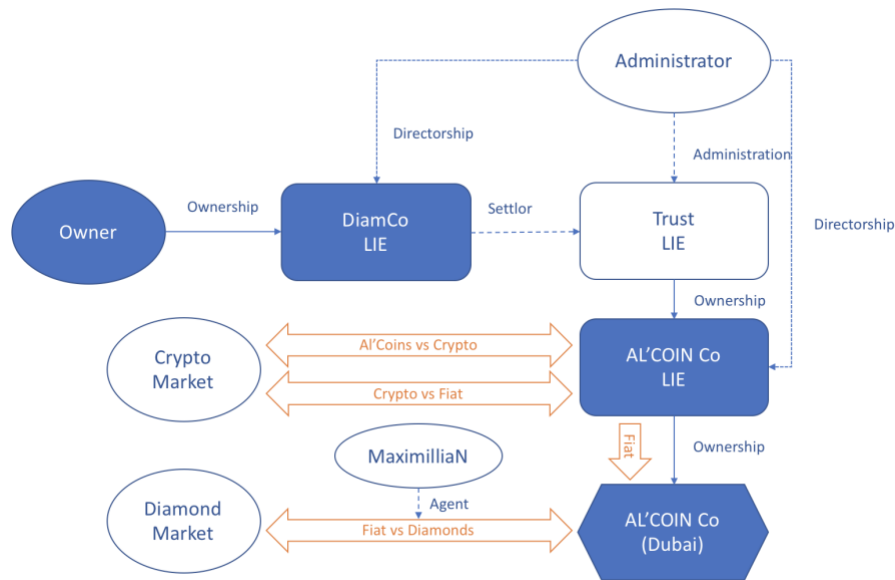 Administrator
Directorship
Administration
Ownership
Owner
DiamCo
LIE
Settlor
Trust
LIE
Directorship
Ownership
Crypto
Market
Al'Coins vs Crypto
Crypto vs Fiat
AL'COIN Co
LIE
Fiat
Ownership
MaximilliaN
Agent
Diamond
Market
Fiat vs Diamonds
AL'COIN Co
(Dubai)